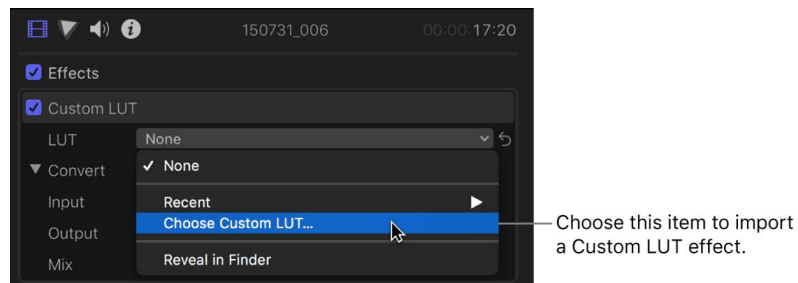 150731_006 00:00:17:20
Effects
Custom LUT
LUT None
Convert ✓ None
Input Recent
Choose Custom LUT...
Output
Mix Reveal in Finder
Choose this item to import
a Custom LUT effect.